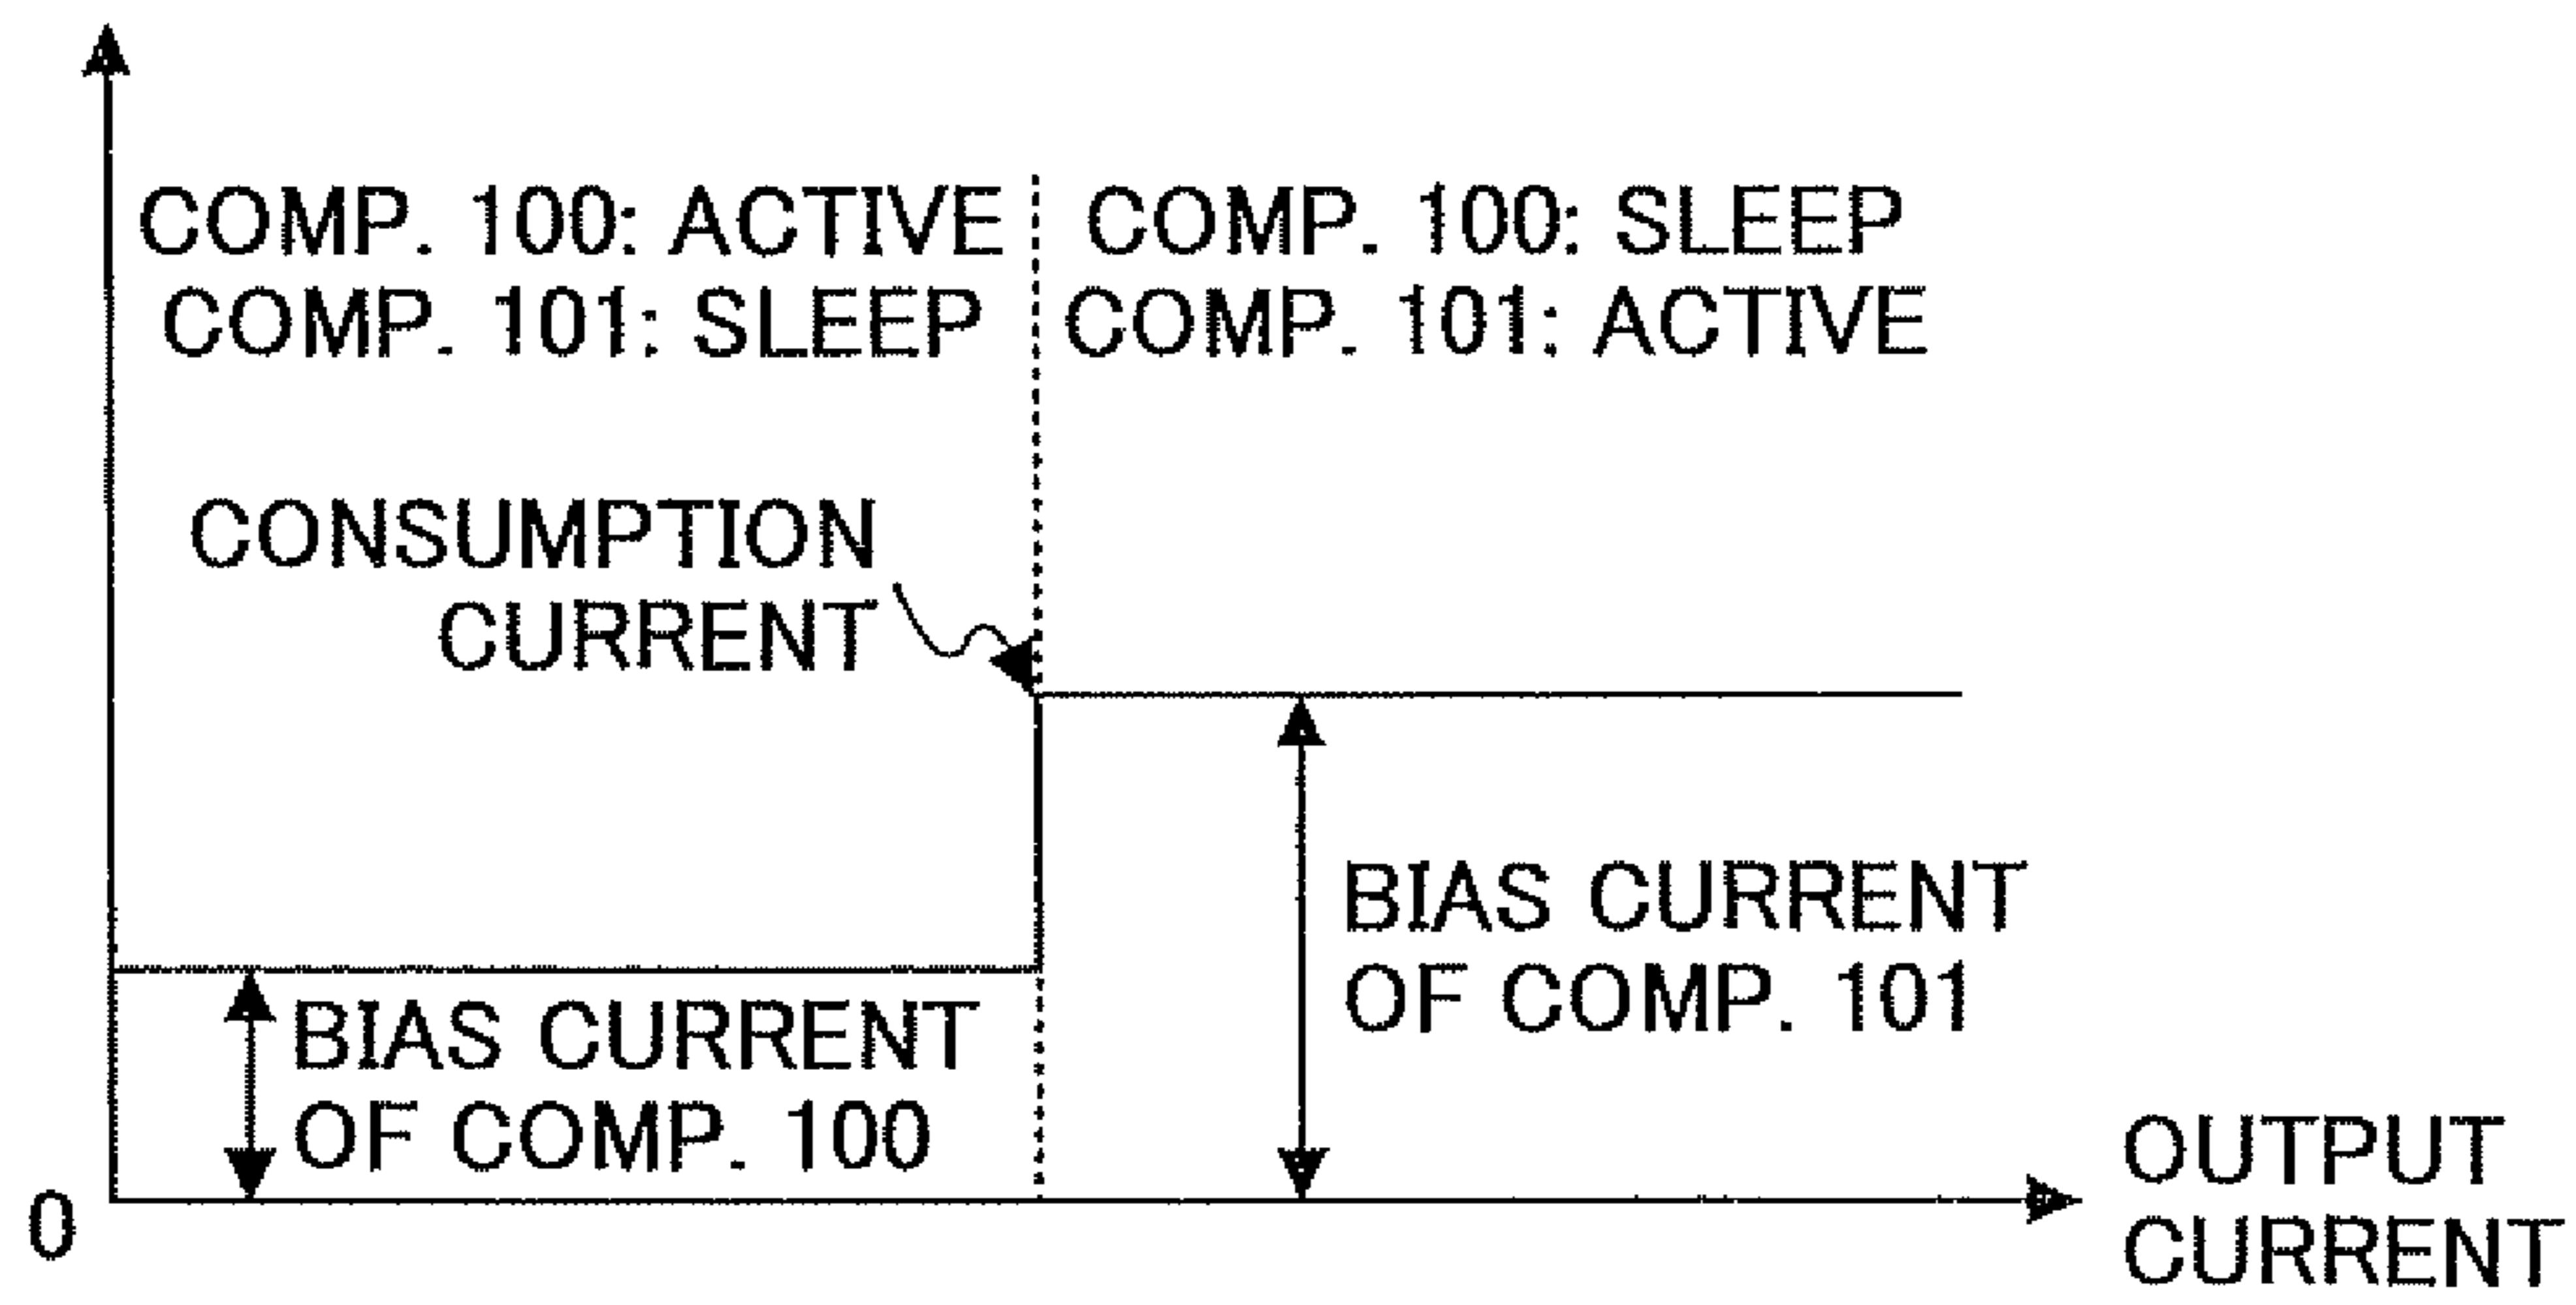 COMP. 100: ACTIVE
COMP. 101: SLEEP
COMP. 100: SLEEP
COMP. 101: ACTIVE
CONSUMPTION
CURRENT
BIAS CURRENT
OF COMP. 101
BIAS CURRENT
OF COMP. 100
0
OUTPUT
CURRENT